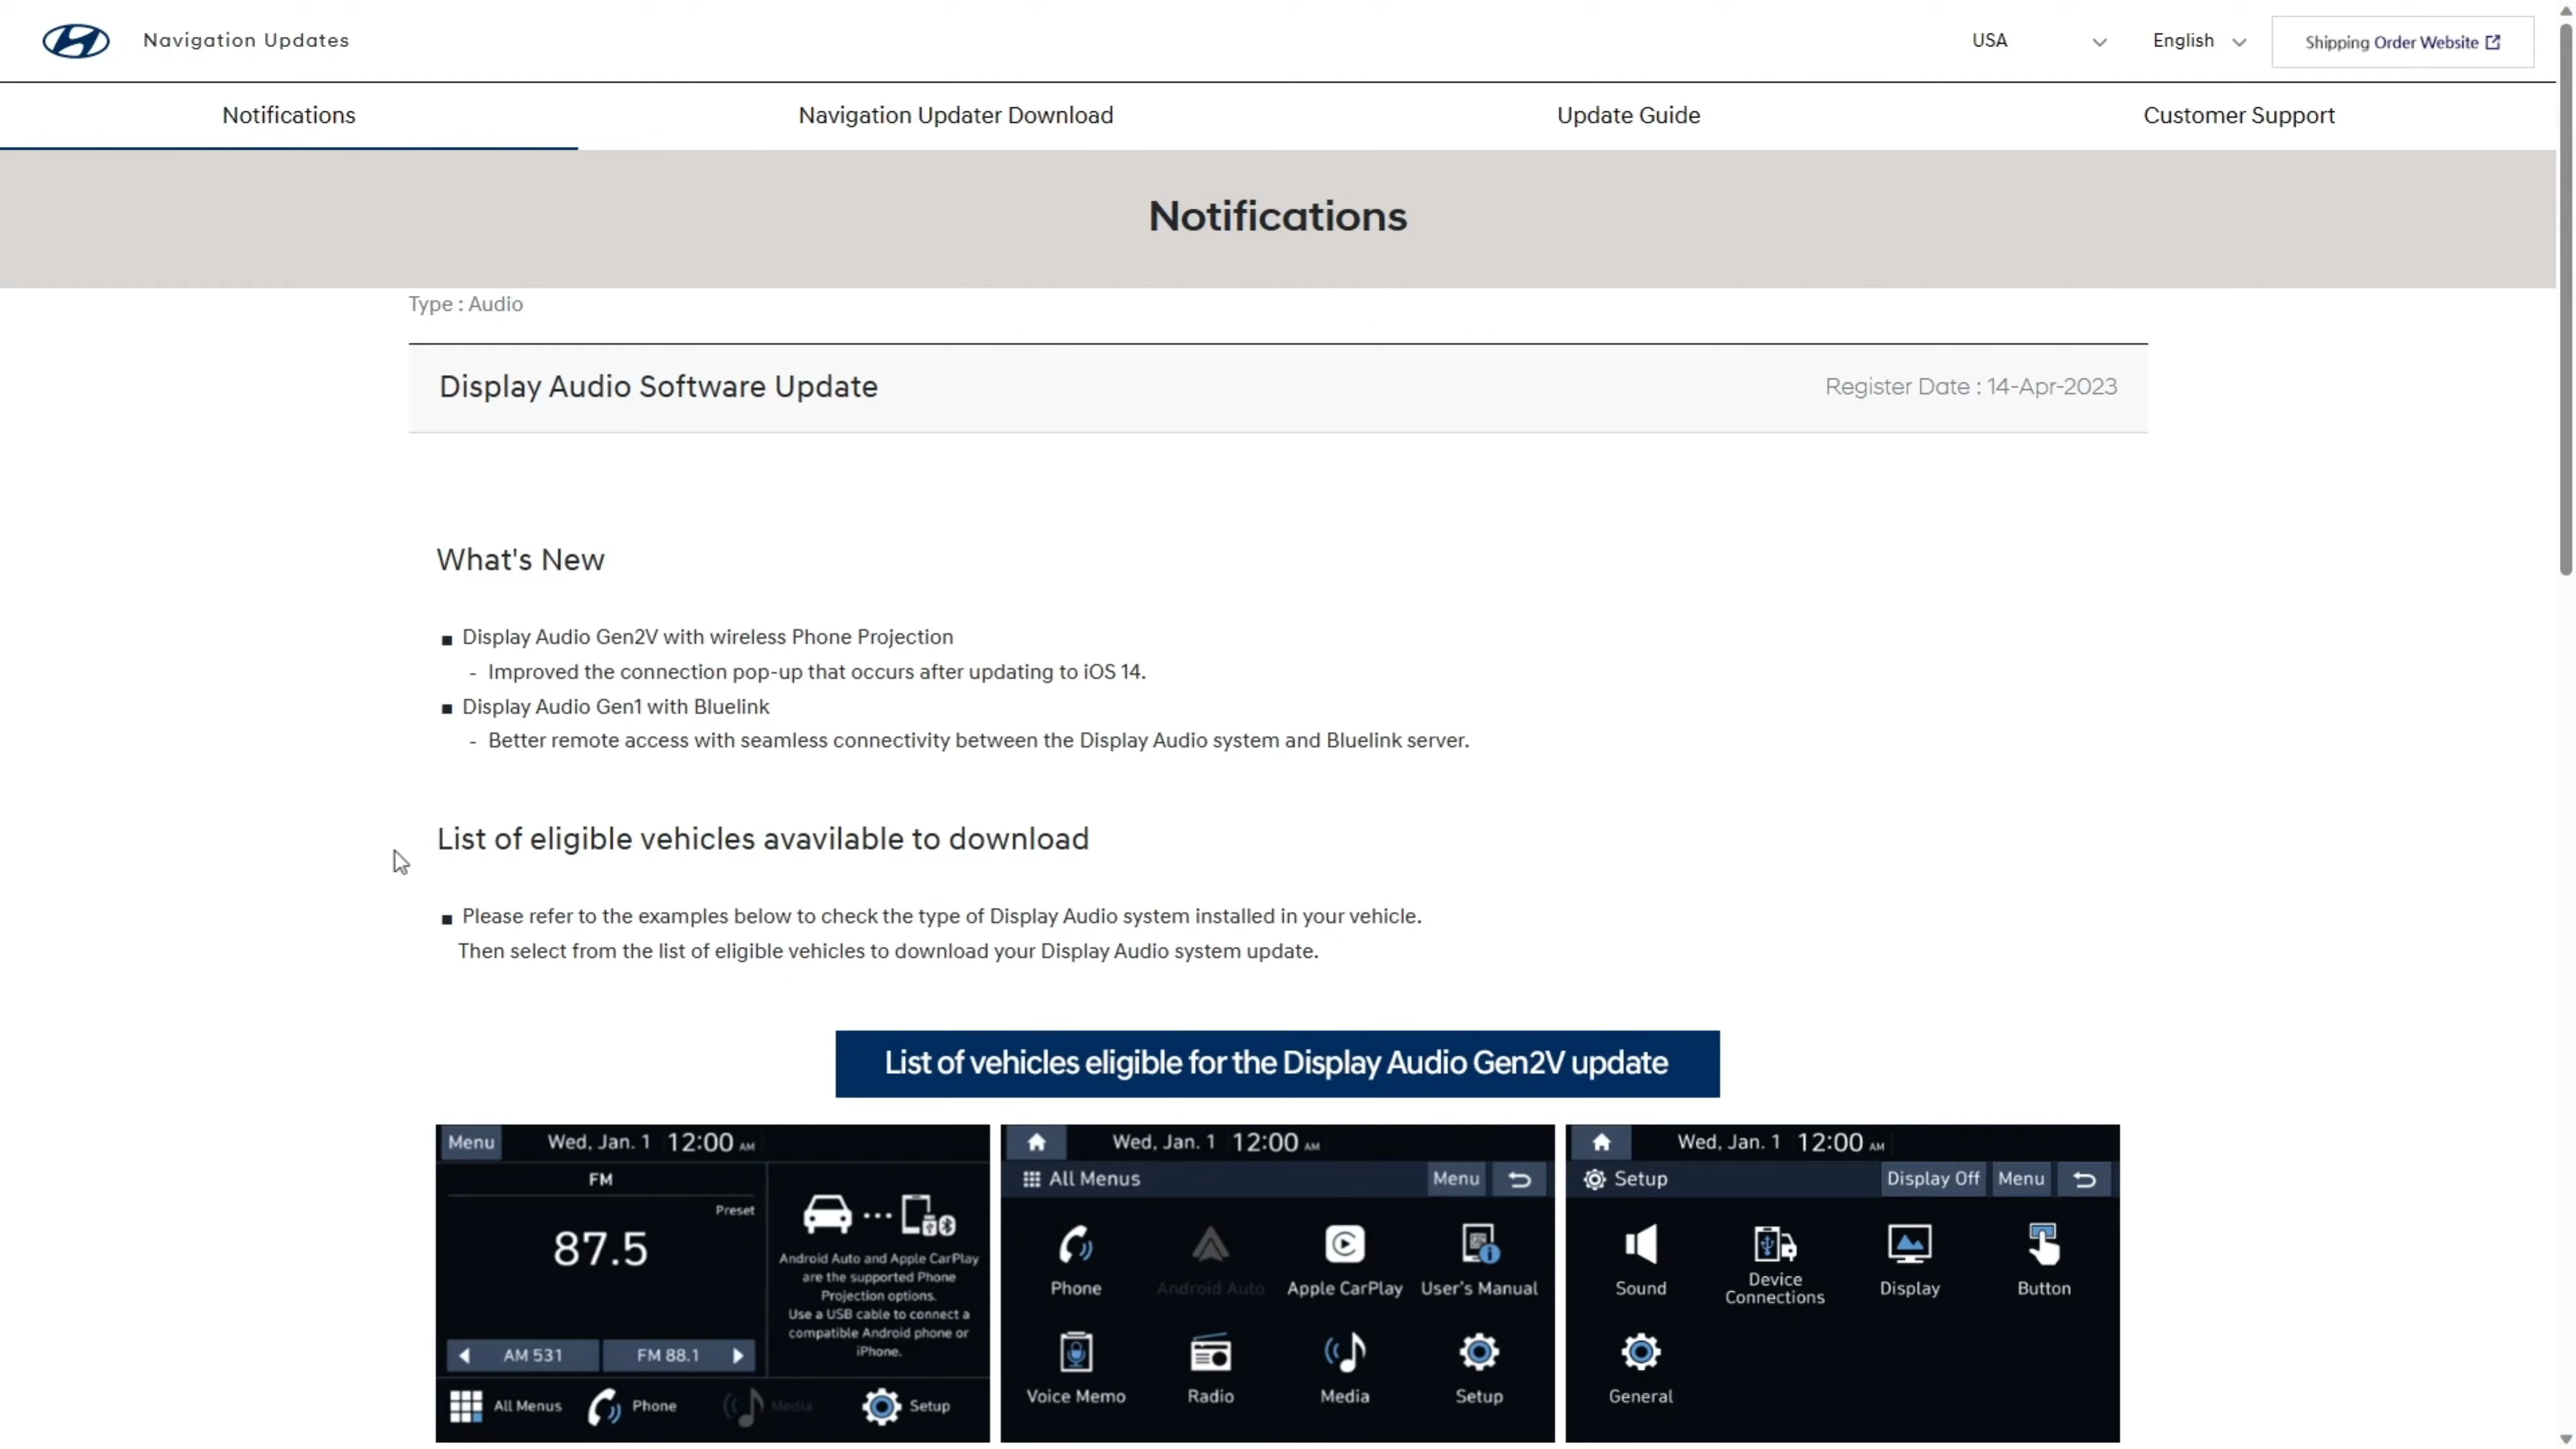 Navigation Updates
USA
English
Shipping Order Website
Notifications
Navigation Updater Download
Update Guide
Customer Support
Notifications
Type : Audio
Display Audio Software Update
Register Date : 14-Apr-2023
What's New
■ Display Audio Gen2V with wireless Phone Projection
- Improved the connection pop-up that occurs after updating to iOS 14.
■ Display Audio Gen1 with Bluelink
- Better remote access with seamless connectivity between the Display Audio system and Bluelink server.
List of eligible vehicles avavilable to download
■ Please refer to the examples below to check the type of Display Audio system installed in your vehicle.
Then select from the list of eligible vehicles to download your Display Audio system update.
List of vehicles eligible for the Display Audio Gen2V update
Menu Wed, Jan. 1 12:00 AM
FM
Preset
87.5
AM 531
FM 88.1
Android Auto and Apple CarPlay
are the supported Phone
Projection options.
Use a USB cable to connect a
compatible Android phone or
iPhone.
All Menus
Phone
Media
Setup
Wed, Jan. 1 12:00 AM
All Menus
Menu
Phone
Android Auto
Apple CarPlay
User's Manual
Voice Memo
Radio
Media
Setup
Wed, Jan. 1 12:00 AM
Setup
Display Off
Menu
Sound
Device
Connections
Display
Button
General